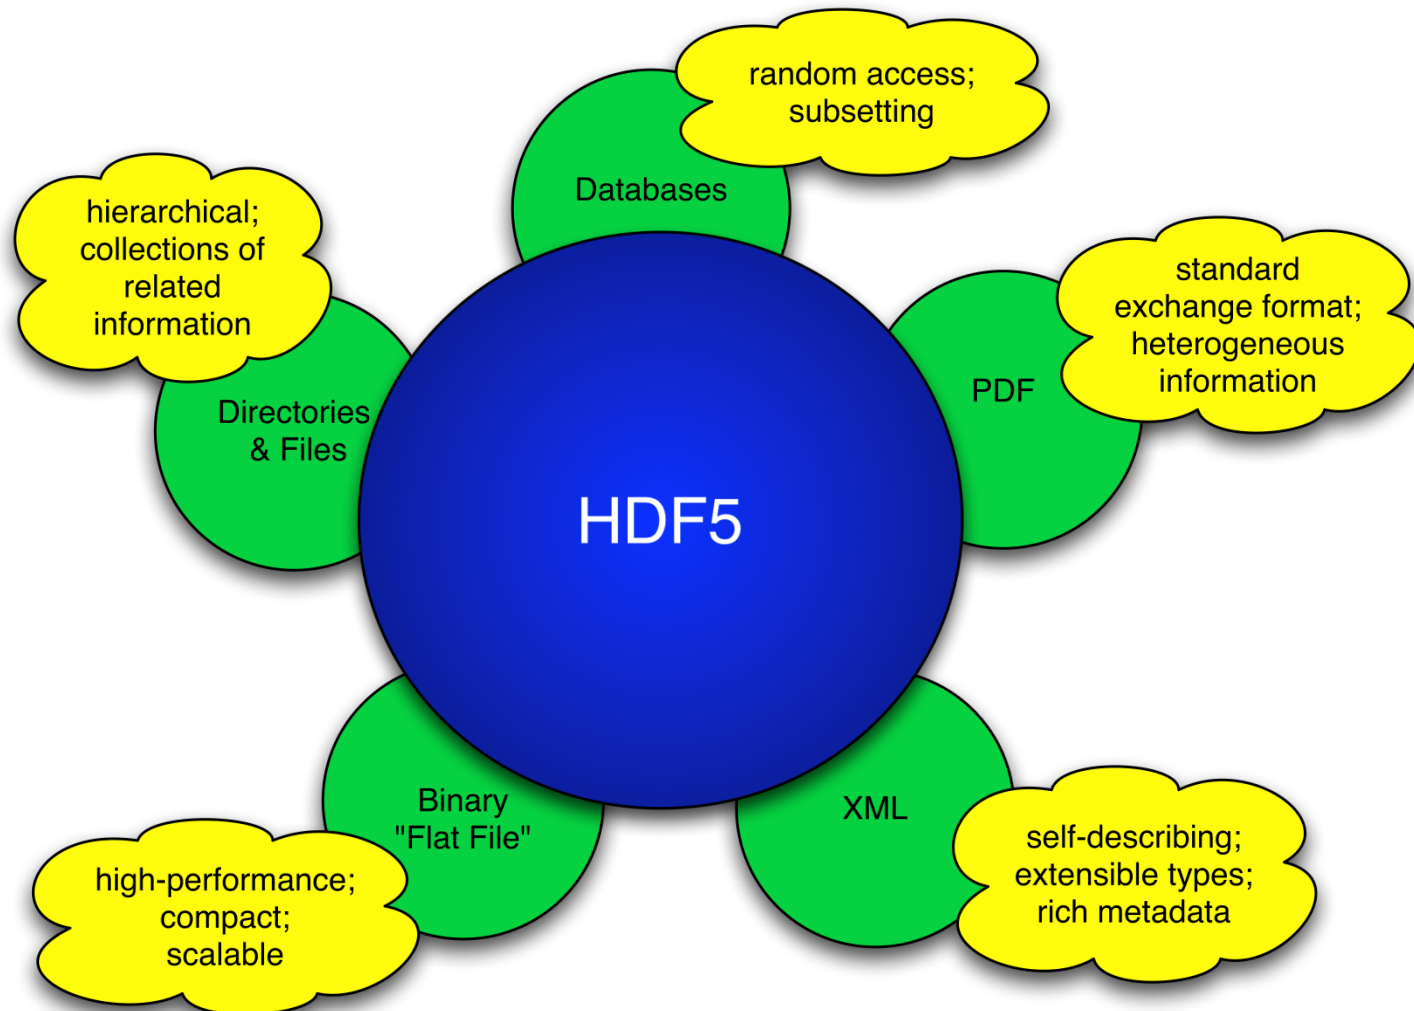 random access;
subsetting
Databases
hierarchical;
collections of
related
information
Directories
& Files
standard
exchange format;
heterogeneous
information
PDF
HDF5
Binary
"Flat File"
high-performance;
compact;
scalable
XML
self-describing;
extensible types;
rich metadata